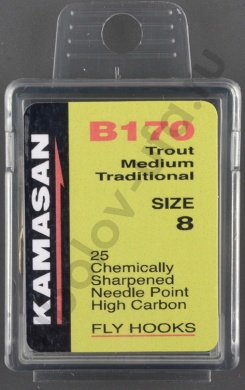 KAMASAN
B170
Trout
Medium
Traditional
SIZE
8
25
Chemically
Sharpened
Needle Point
High Carbon
FLY HOOKS